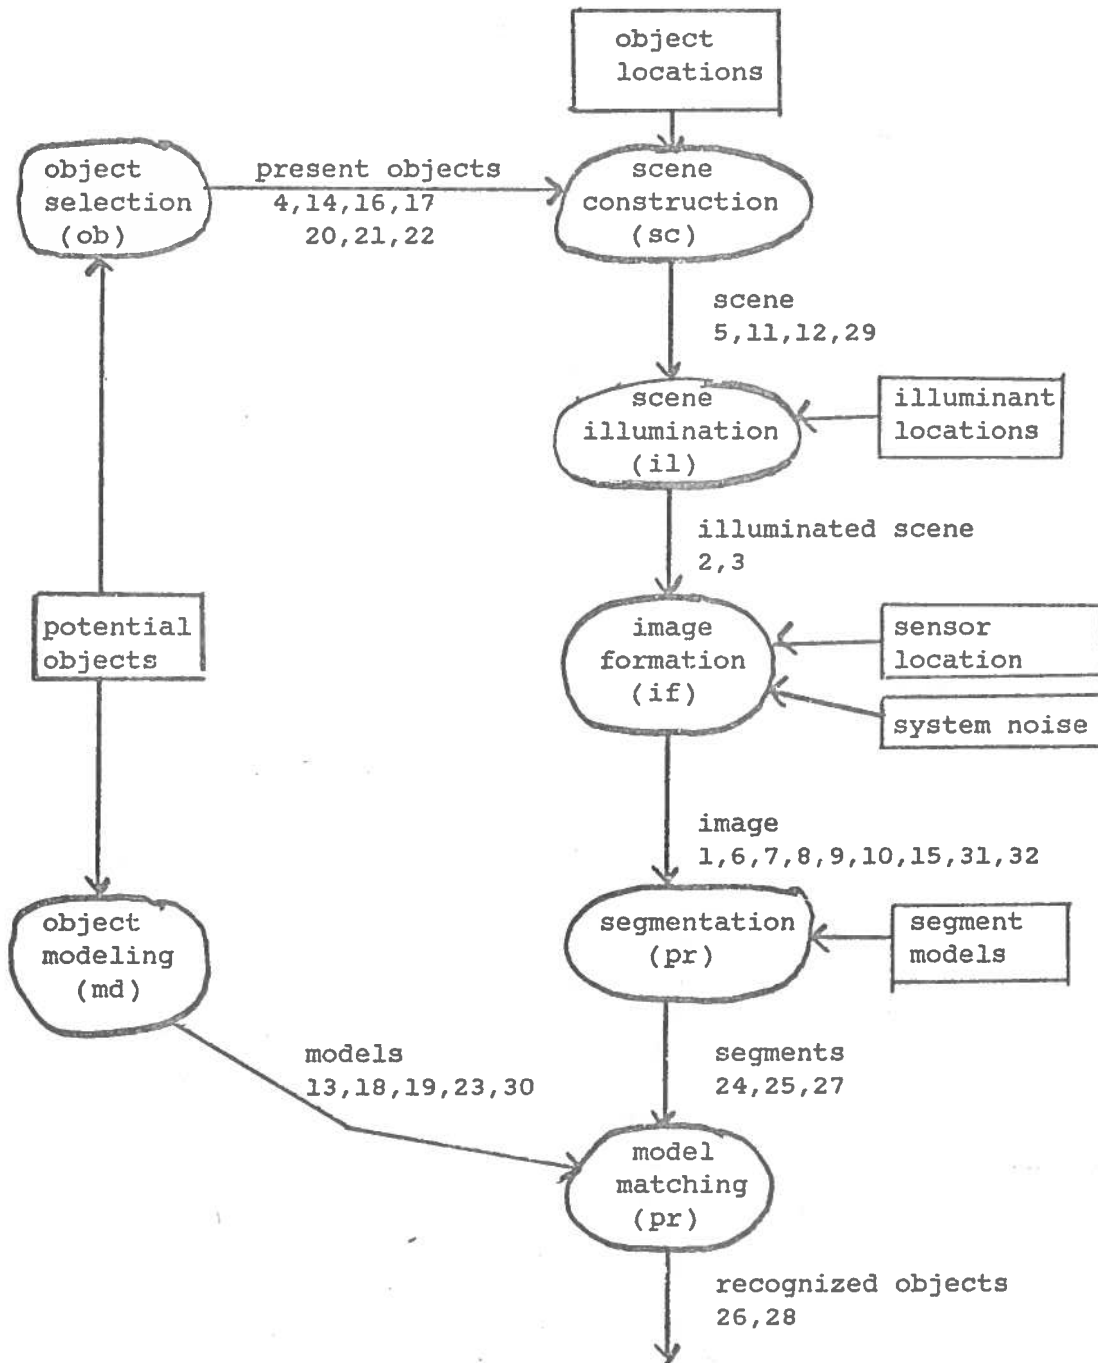 object
locations
object
selection
(ob)
present objects
4,14,16,17
20,21,22
scene
construction
(sc)
scene
5,11,12,29
scene
illumination
(il)
illuminant
locations
illuminated scene
2,3
potential
objects
image
formation
(if)
sensor
location
system noise
image
1,6,7,8,9,10,15,31,32
object
modeling
(md)
segmentation
(pr)
segment
models
models
13,18,19,23,30
segments
24,25,27
model
matching
(pr)
recognized objects
26,28